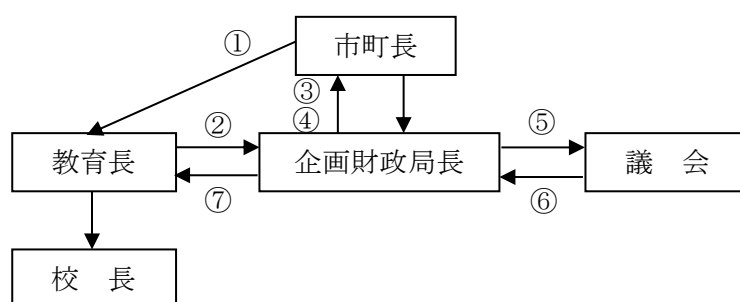 ①
市町長
③
④
②
⑤
教育長
企画財政局長
議　会
⑦
⑥
校　長